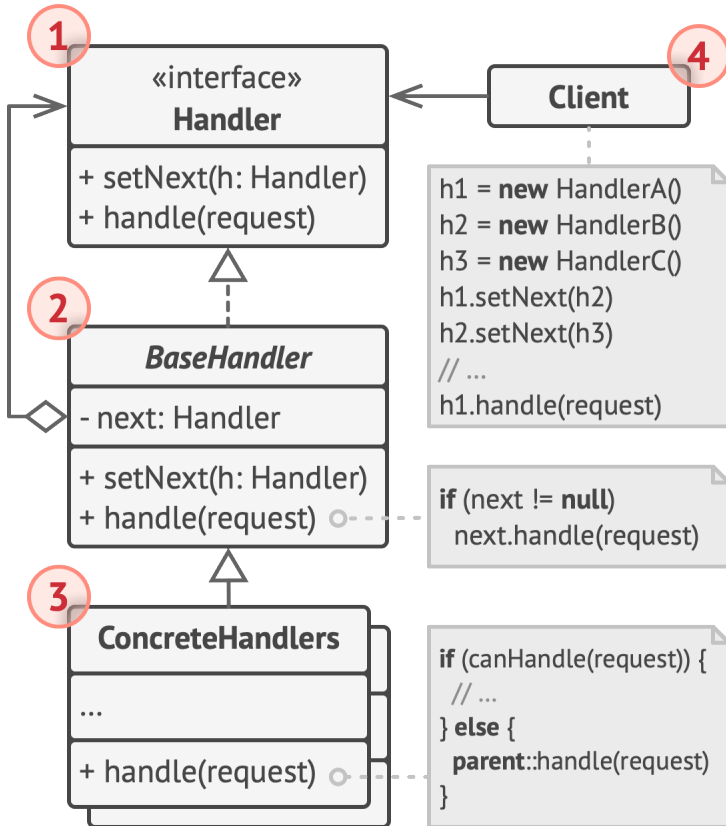 1
«interface»
Handler
+ setNext(h: Handler)
+ handle(request)
4
Client
h1 = new HandlerA()
h2 = new HandlerB()
h3 = new HandlerC()
h1.setNext(h2)
h2.setNext(h3)
// ...
h1.handle(request)
2
BaseHandler
- next: Handler
+ setNext(h: Handler)
+ handle(request)
if (next != null)
next.handle(request)
3
ConcreteHandlers
...
+ handle(request)
if (canHandle(request)) {
// ...
} else {
parent::handle(request)
}